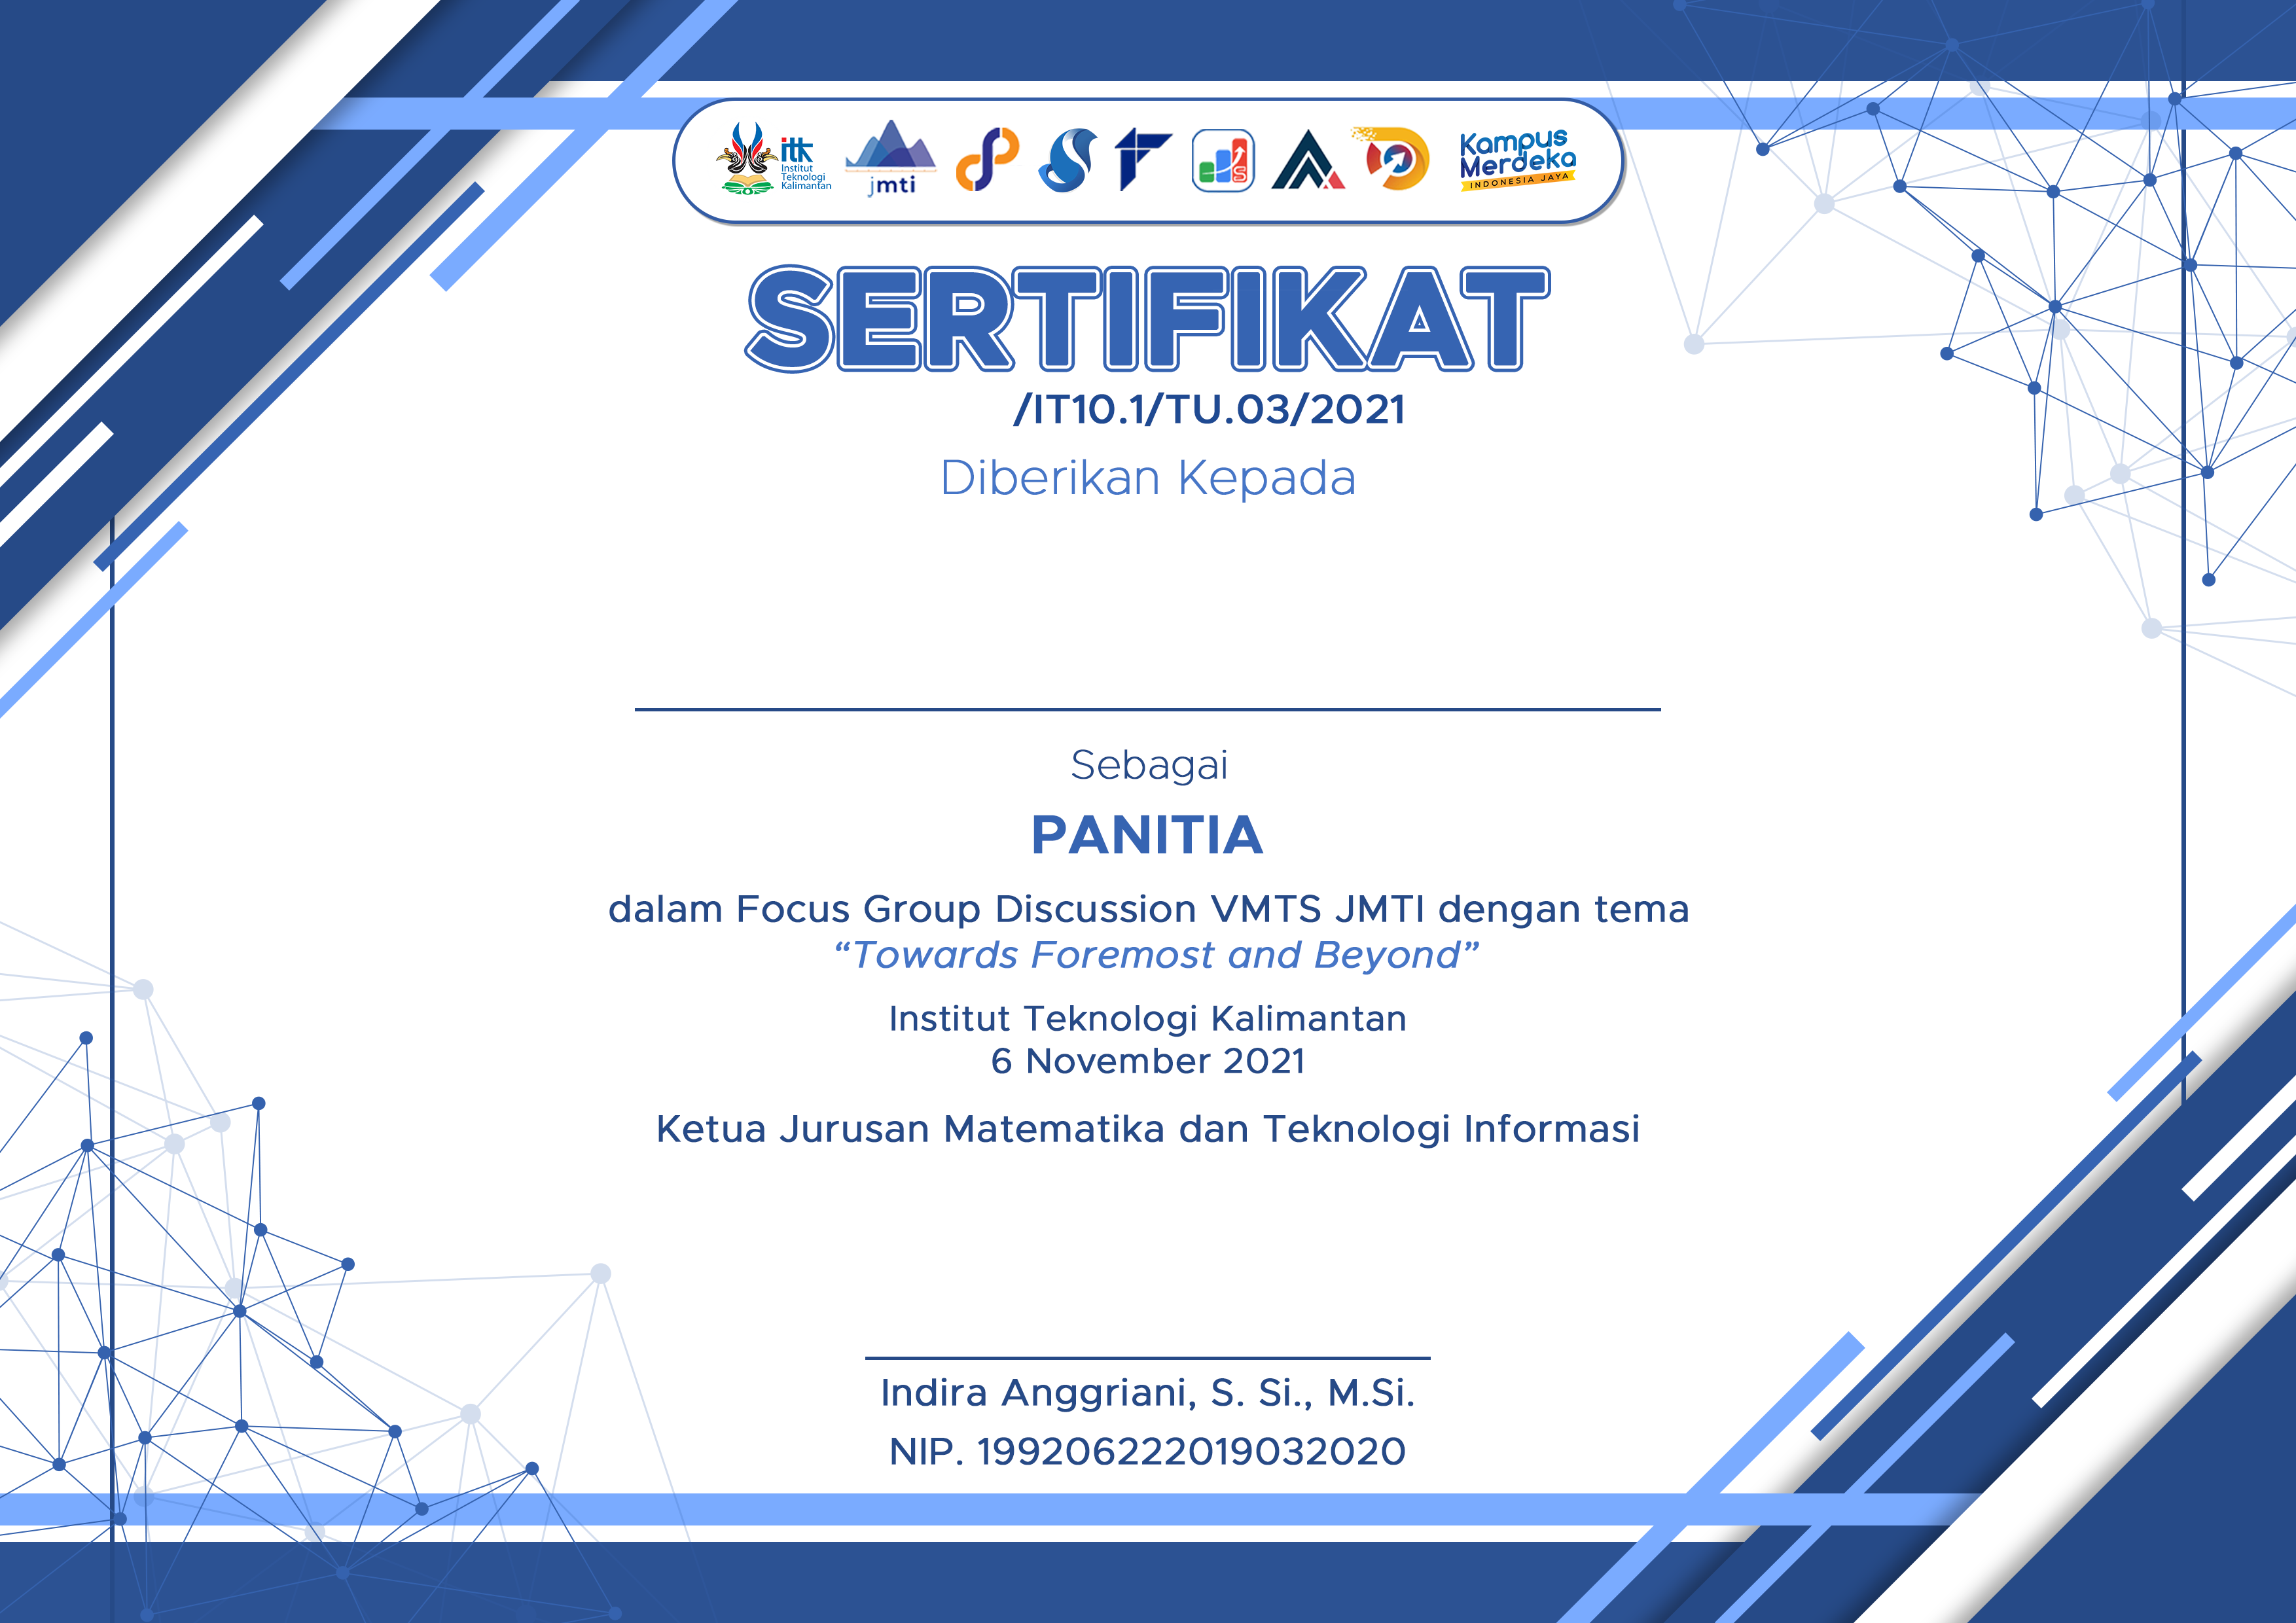 itk
Institut
Teknologi
Kalimantan
jmti
S
Kampus
Merdeka
INDONESIA JAYA
SERTIFIKAT
/IT10.1/TU.03/2021
Diberikan Kepada
Sebagai
PANITIA
dalam Focus Group Discussion VMTS JMTI dengan tema
“Towards Foremost and Beyond”
Institut Teknologi Kalimantan
6 November 2021
Ketua Jurusan Matematika dan Teknologi Informasi
Indira Anggriani, S. Si., M.Si.
NIP. 199206222019032020